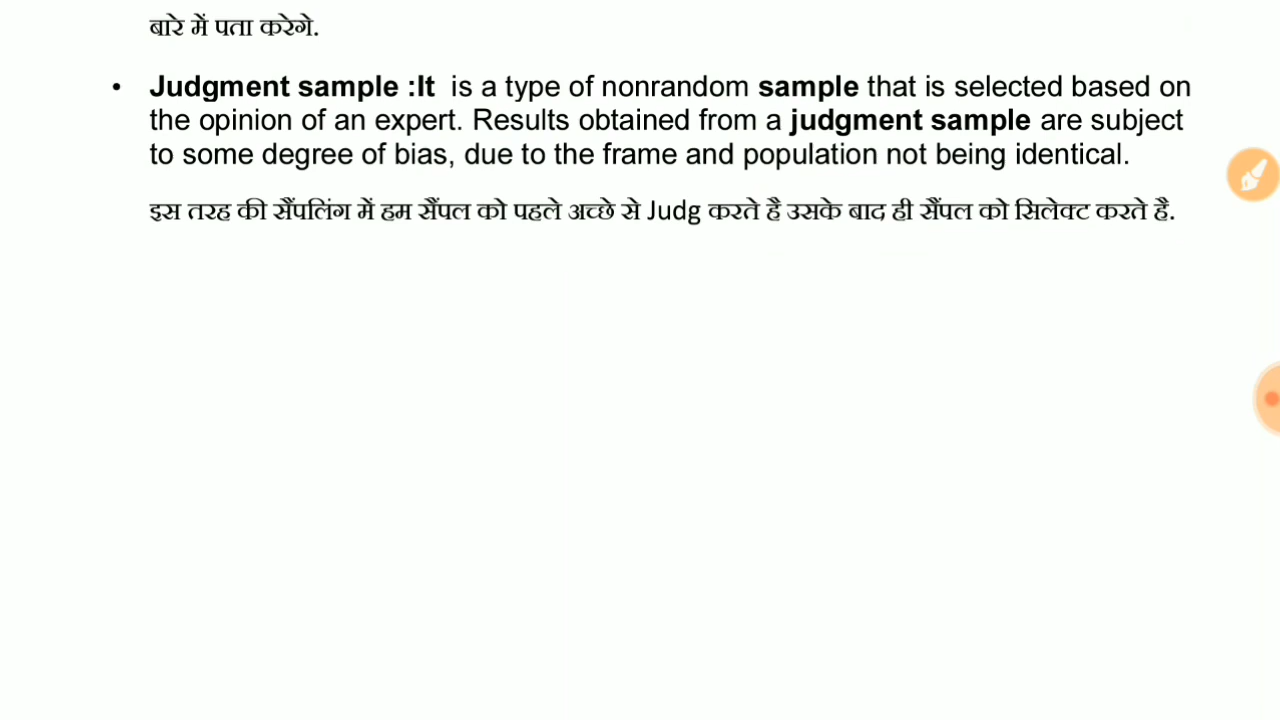 बारे में पता करेगे.
• Judgment sample :It is a type of nonrandom sample that is selected based on
the opinion of an expert. Results obtained from a judgment sample are subject
to some degree of bias, due to the frame and population not being identical.
इस तरह की सैंपलिंग में हम सैंपल को पहले अच्छे से Judg करते है उसके बाद ही सैंपल को सिलेक्ट करते है.